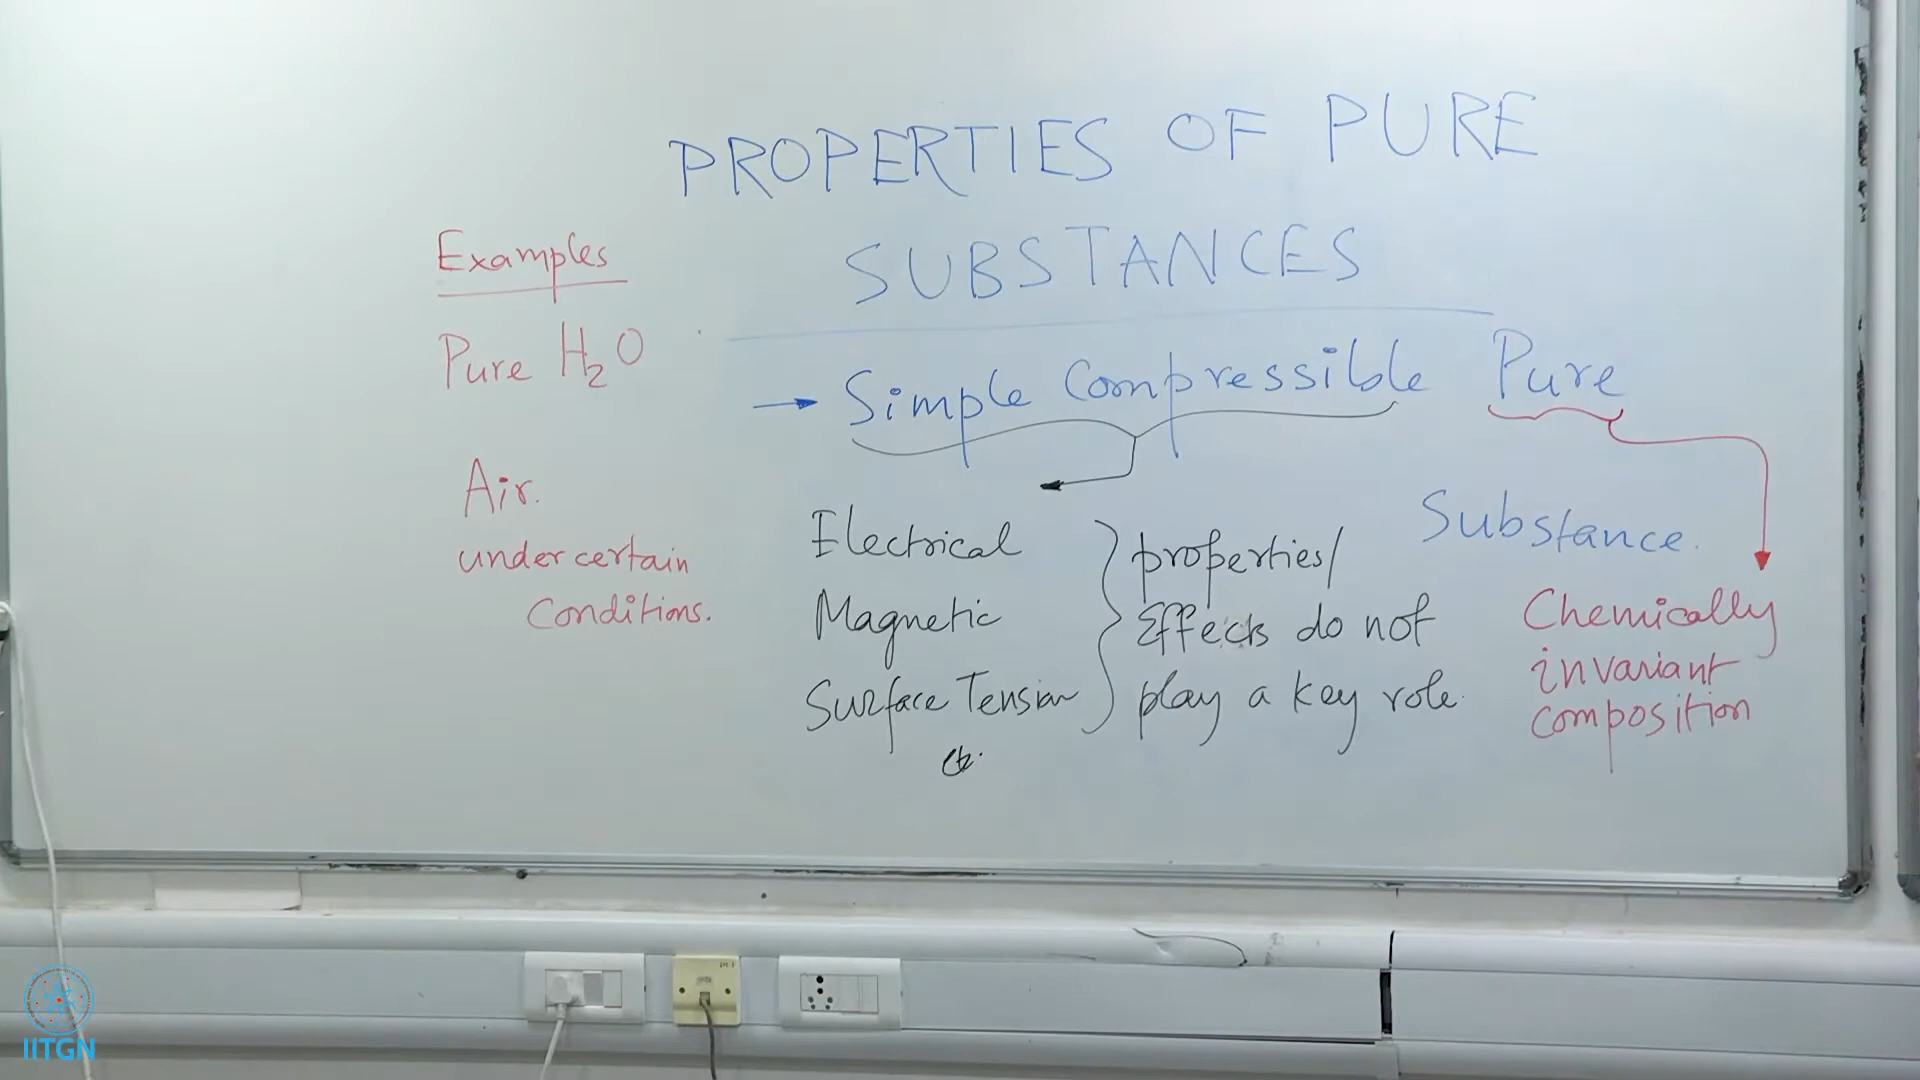 PROPERTIES OF PURE
SUBSTANCES
Examples
Pure H₂O
Air.
under certain
Conditions.
→ Simple Compressible Pure
Substance.
Electrical
Magnetic
Surface Tension
etc.
properties/
Effects do not
play a key role.
Chemically
invariant
composition
IITGN